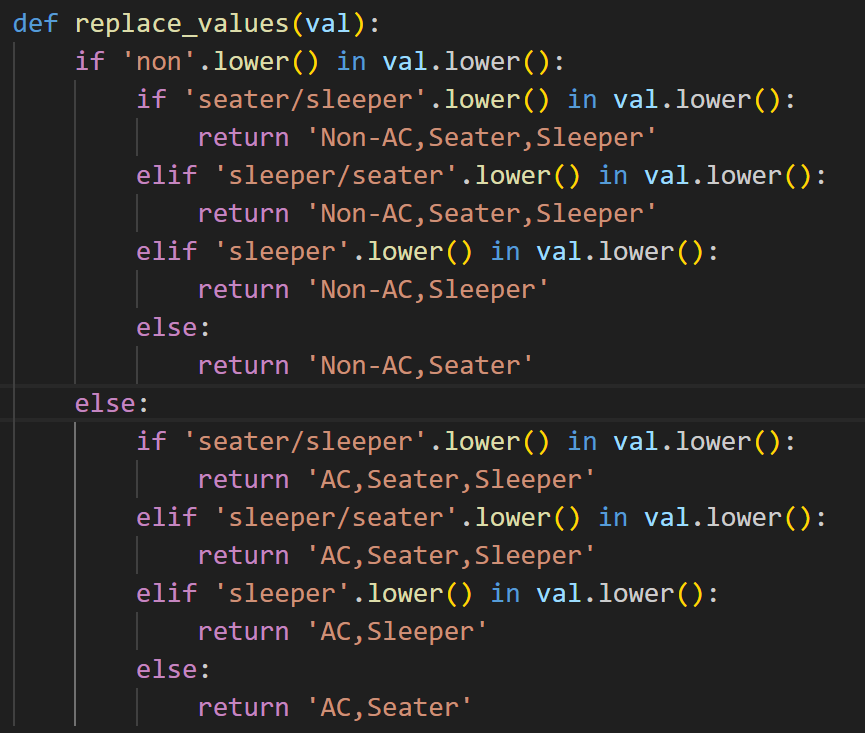 def replace_values(val):
    if 'non'.lower() in val.lower():
        if 'seater/sleeper'.lower() in val.lower():
            return 'Non-AC,Seater,Sleeper'
        elif 'sleeper/seater'.lower() in val.lower():
            return 'Non-AC,Seater,Sleeper'
        elif 'sleeper'.lower() in val.lower():
            return 'Non-AC,Sleeper'
        else:
            return 'Non-AC,Seater'
    else:
        if 'seater/sleeper'.lower() in val.lower():
            return 'AC,Seater,Sleeper'
        elif 'sleeper/seater'.lower() in val.lower():
            return 'AC,Seater,Sleeper'
        elif 'sleeper'.lower() in val.lower():
            return 'AC,Sleeper'
        else:
            return 'AC,Seater'